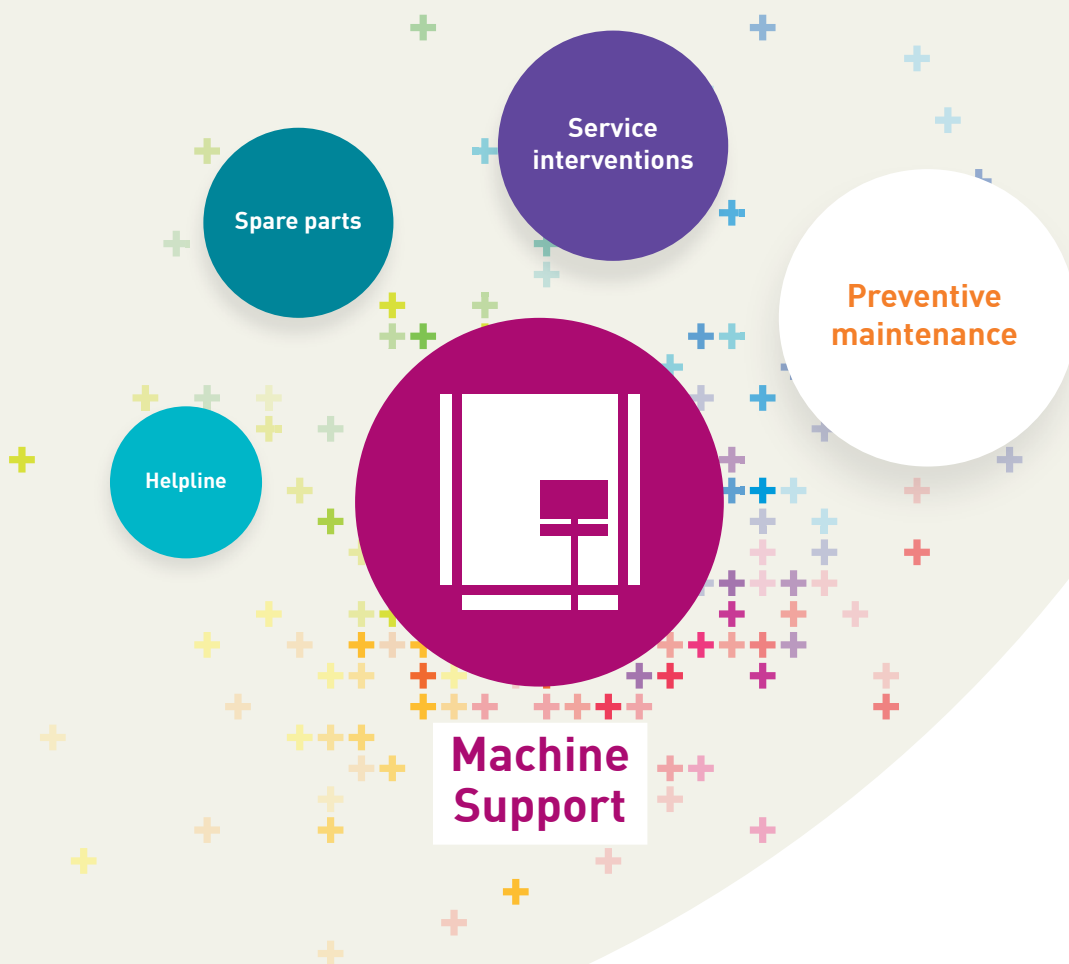 Service
interventions
Spare parts
Preventive
maintenance
Helpline
Machine
Support